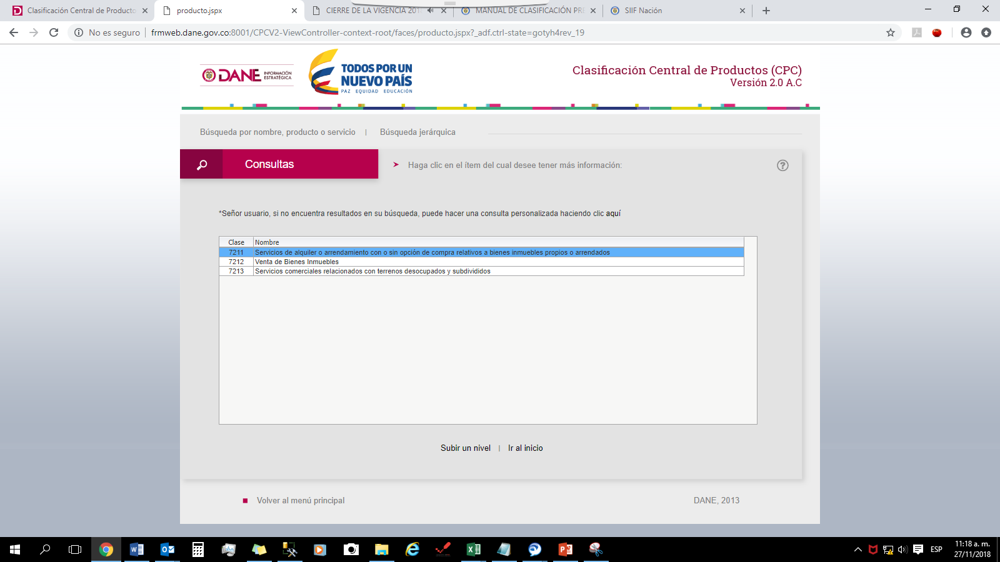 Clasificación Central de Producto
producto.jspx
CIERRE DE LA VIGENCIA 201
MANUAL DE CLASIFICACIÓN PRE
SIIF Nación
No es seguro
frmweb.dane.gov.co:8001/CPCV2-ViewController-context-root/faces/producto.jspx?_adf.ctrl-state=gotyh4rev_19
DANE INFORMACIÓN ESTRATÉGICA
TODOS POR UN
NUEVO PAÍS
PAZ EQUIDAD EDUCACIÓN
Clasificación Central de Productos (CPC)
Versión 2.0 A.C
Búsqueda por nombre, producto o servicio | Búsqueda jerárquica
Consultas
Haga clic en el ítem del cual desee tener más información:
*Señor usuario, si no encuentra resultados en su búsqueda, puede hacer una consulta personalizada haciendo clic aquí
Clase Nombre
7211 Servicios de alquiler o arrendamiento con o sin opción de compra relativos a bienes inmuebles propios o arrendados
7212 Venta de Bienes Inmuebles
7213 Servicios comerciales relacionados con terrenos desocupados y subdivididos
Subir un nivel | Ir al inicio
Volver al menú principal
DANE, 2013
ESP
11:18 a. m.
27/11/2018